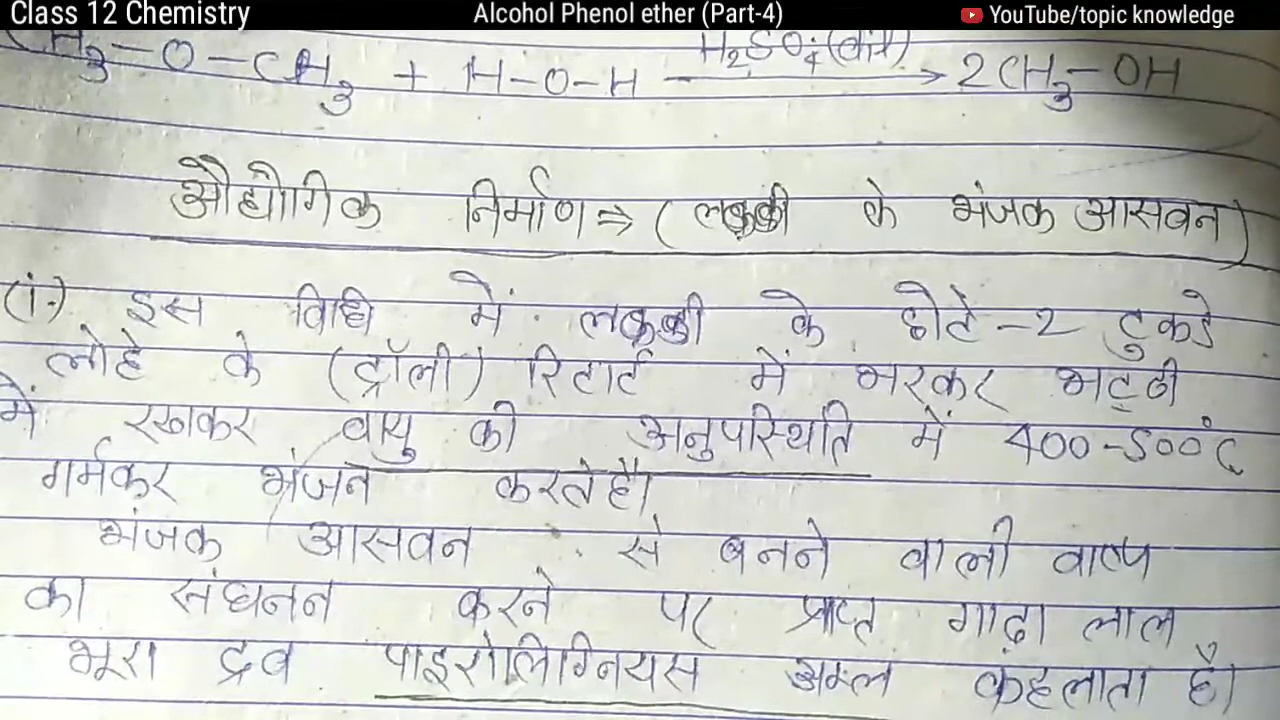 Class 12 Chemistry
Alcohol Phenol ether (Part-4)
YouTube/topic knowledge
CH₃-O-CH₃ + H-O-H → 2CH₃-OH
H₂SO₄
औद्यौगिक निर्माण ⇒ (लकड़ी के भंजक आसवन)
(i.) इस विधि में लकड़ी के छोटे-२ टुकडे
लोहे के (ट्रॉली) रिटार्ट में भरकर भट्ठी
में रखकर वायु की अनुपस्थिति में 400-500°C
गर्मकर भंजन करते है।
भंजक आसवन से बनने वाली वाष्प
का संघनन करने पर प्राप्त गाढ़ा लाल
भूरा द्रव पाइरोलिग्नियस अम्ल कहलाता है।